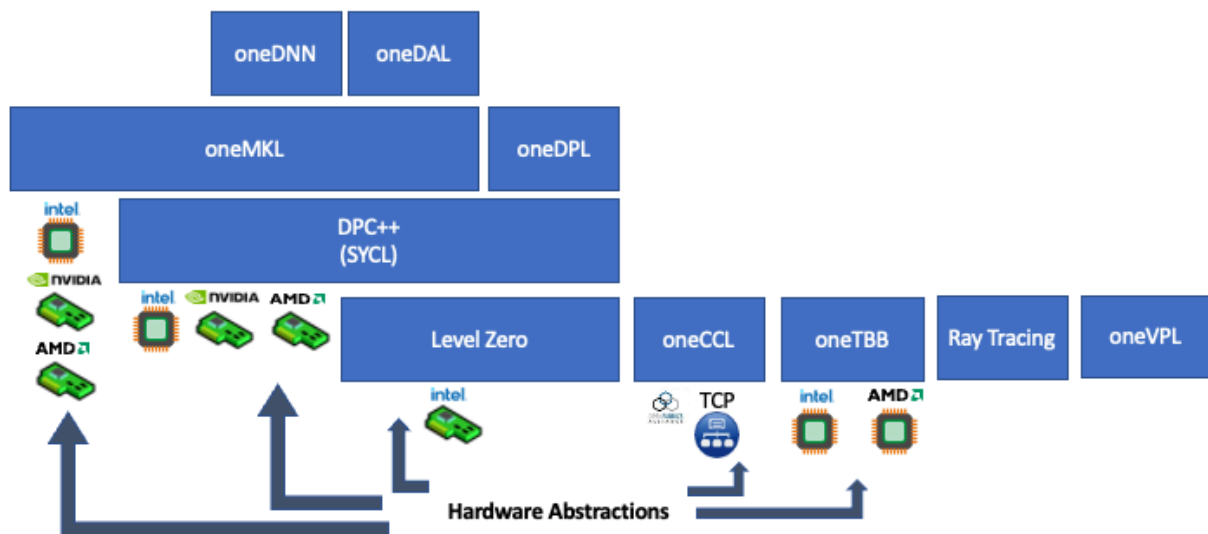 oneDNN
oneDAL
oneMKL
oneDPL
intel
DPC++
(SYCL)
NVIDIA
AMD
intel
NVIDIA
AMD
Level Zero
oneCCL
oneTBB
Ray Tracing
oneVPL
intel
TCP
intel
AMD
Hardware Abstractions